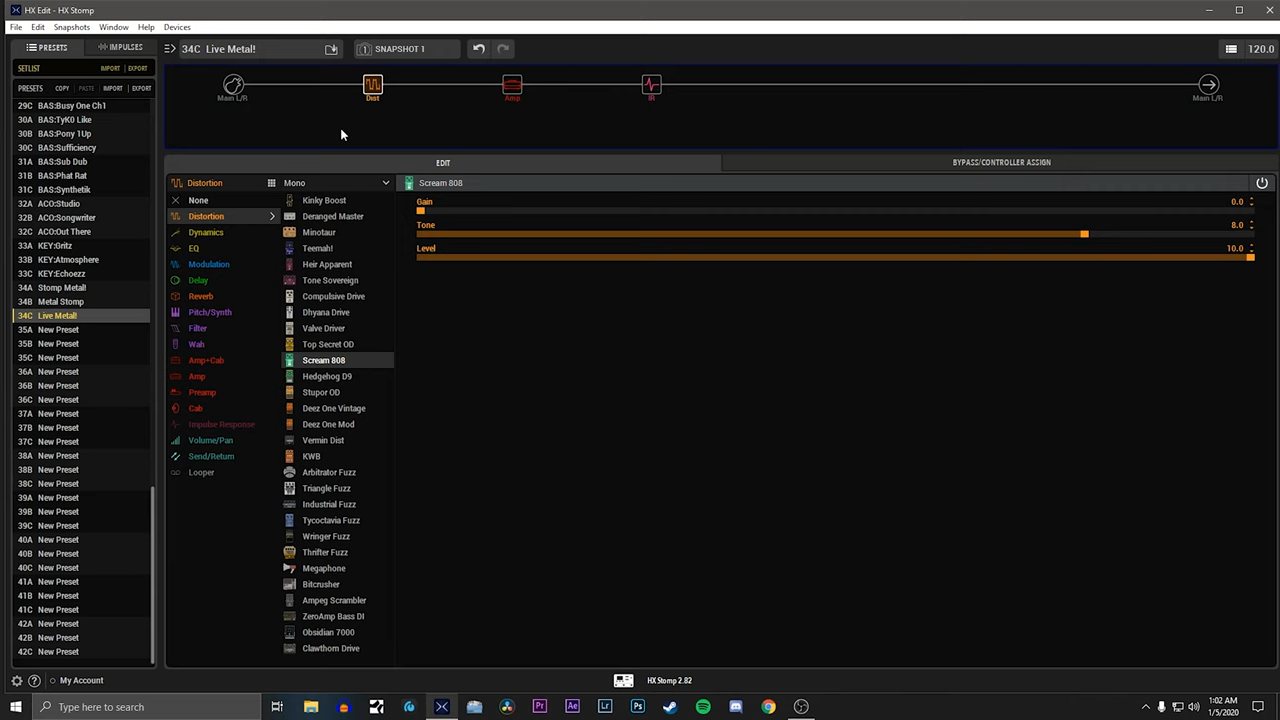 HX Edit - HX Stomp
File Edit Snapshots Window Help Devices
PRESETS IMPULSES
34C Live Metal!
SNAPSHOT 1
120.0
SETLIST IMPORT EXPORT
PRESETS COPY PASTE IMPORT EXPORT
29C BAS:Busy One Ch1
30A BAS:TyK0 Like
30B BAS:Pony 1Up
30C BAS:Sufficiency
31A BAS:Sub Dub
31B BAS:Phat Rat
31C BAS:Synthetik
32A ACO:Studio
32B ACO:Songwriter
32C ACO:Out There
33A KEY:Gritz
33B KEY:Atmosphere
33C KEY:Echoezz
34A Stomp Metal!
34B Metal Stomp
34C Live Metal!
35A New Preset
35B New Preset
35C New Preset
36A New Preset
36B New Preset
36C New Preset
37A New Preset
37B New Preset
37C New Preset
38A New Preset
38B New Preset
38C New Preset
39A New Preset
39B New Preset
39C New Preset
40A New Preset
40B New Preset
40C New Preset
41A New Preset
41B New Preset
41C New Preset
42A New Preset
42B New Preset
42C New Preset
My Account
Main L/R
Dist
Amp
IR
Main L/R
EDIT
BYPASS/CONTROLLER ASSIGN
Distortion
Mono
None
Distortion
Dynamics
EQ
Modulation
Delay
Reverb
Pitch/Synth
Filter
Wah
Amp+Cab
Amp
Preamp
Cab
Impulse Response
Volume/Pan
Send/Return
Looper
Kinky Boost
Deranged Master
Minotaur
Teemah!
Heir Apparent
Tone Sovereign
Compulsive Drive
Dhyana Drive
Valve Driver
Top Secret OD
Scream 808
Hedgehog D9
Stupor OD
Deez One Vintage
Deez One Mod
Vermin Dist
KWB
Arbitrator Fuzz
Triangle Fuzz
Industrial Fuzz
Tycoctavia Fuzz
Wringer Fuzz
Thrifter Fuzz
Megaphone
Bitcrusher
Ampeg Scrambler
ZeroAmp Bass DI
Obsidian 7000
Clawthorn Drive
Scream 808
Gain 0.0
Tone 8.0
Level 10.0
HX Stomp 2.82
Type here to search
1:02 AM
1/5/2020